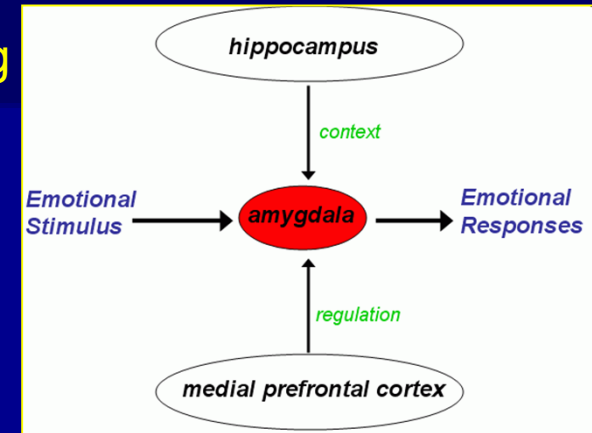 g
hippocampus
context
Emotional
Stimulus
amygdala
Emotional
Responses
regulation
medial prefrontal cortex